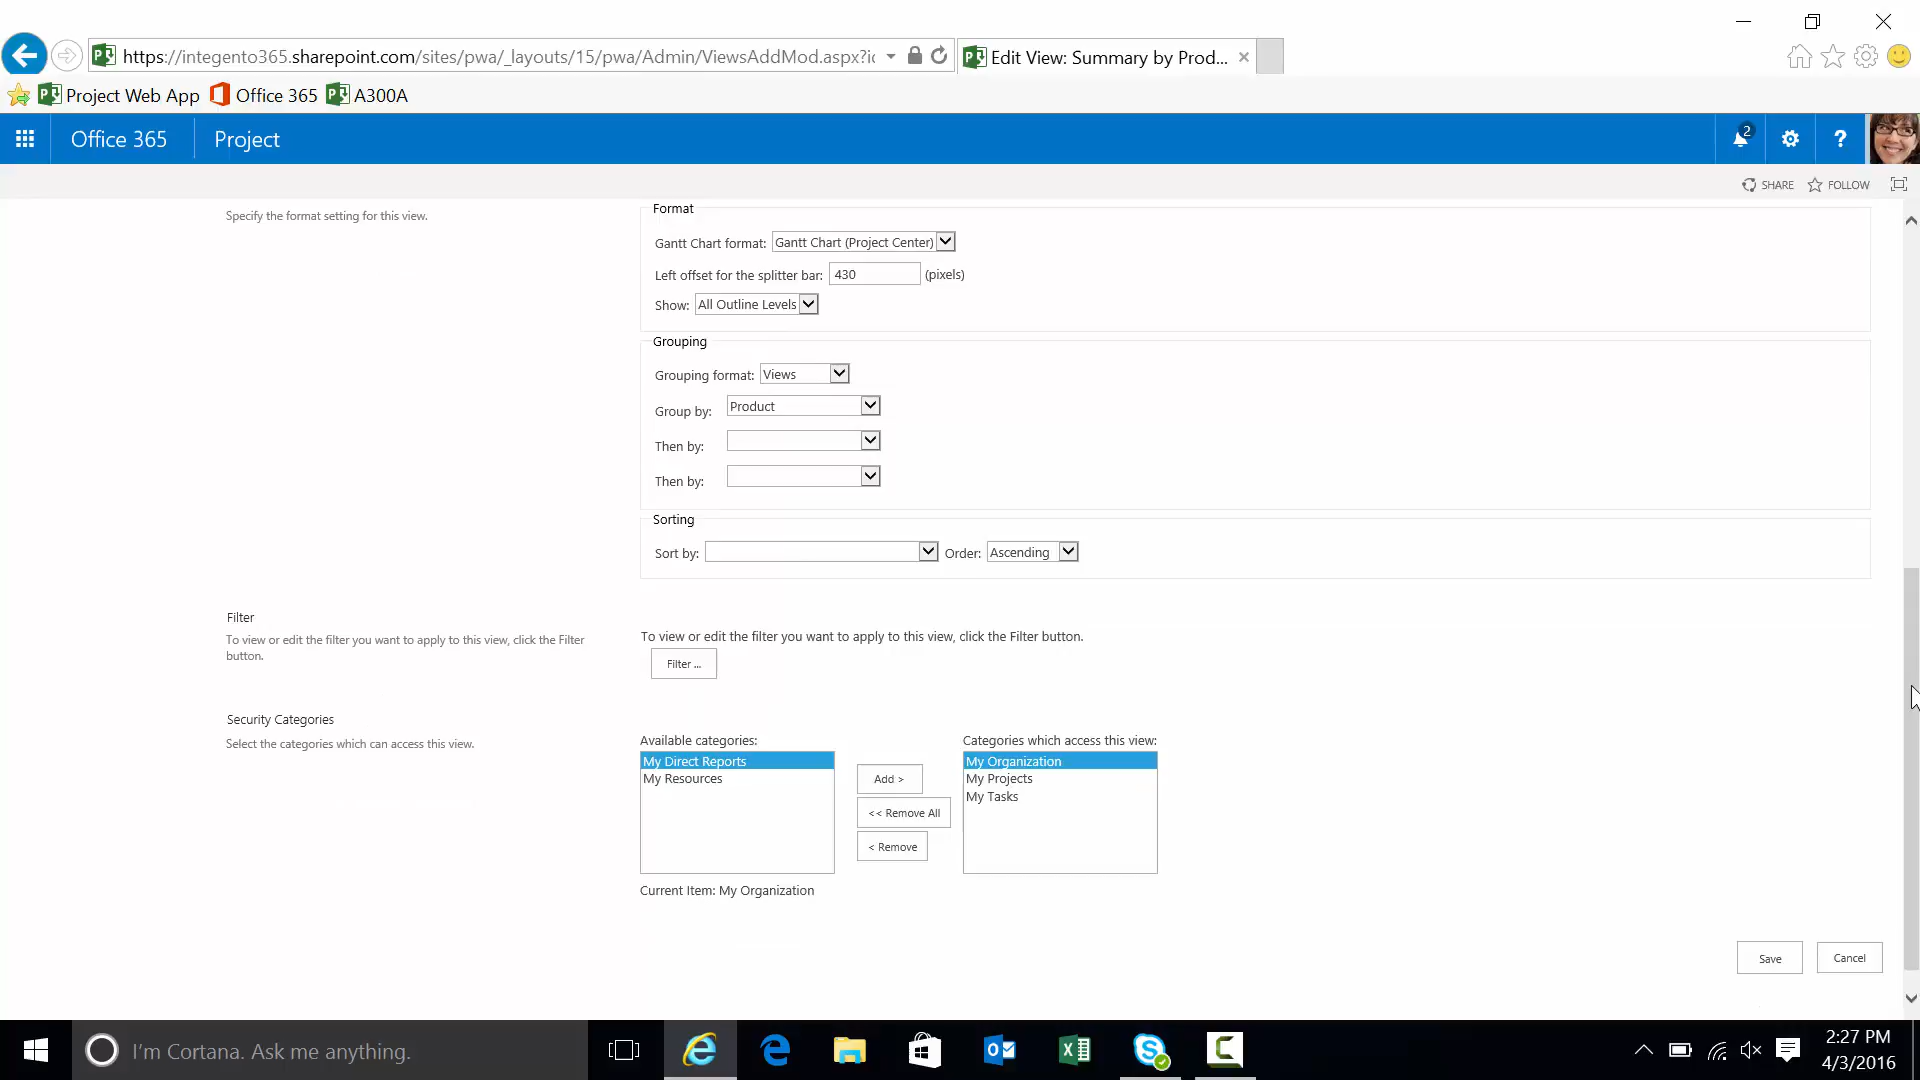 https://integento365.sharepoint.com/sites/pwa/_layouts/15/pwa/Admin/ViewsAddMod.aspx?ic
Edit View: Summary by Prod...
Project Web App
Office 365
A300A
Office 365
Project
2
?
SHARE
FOLLOW
Specify the format setting for this view.
Format
Gantt Chart format: Gantt Chart (Project Center)
Left offset for the splitter bar: 430 (pixels)
Show: All Outline Levels
Grouping
Grouping format: Views
Group by: Product
Then by:
Then by:
Sorting
Sort by: Order: Ascending
Filter
To view or edit the filter you want to apply to this view, click the Filter
button.
To view or edit the filter you want to apply to this view, click the Filter button.
Filter ...
Security Categories
Select the categories which can access this view.
Available categories:
My Direct Reports
My Resources
Add >
<< Remove All
< Remove
Categories which access this view:
My Organization
My Projects
My Tasks
Current Item: My Organization
Save
Cancel
I'm Cortana. Ask me anything.
2:27 PM
4/3/2016